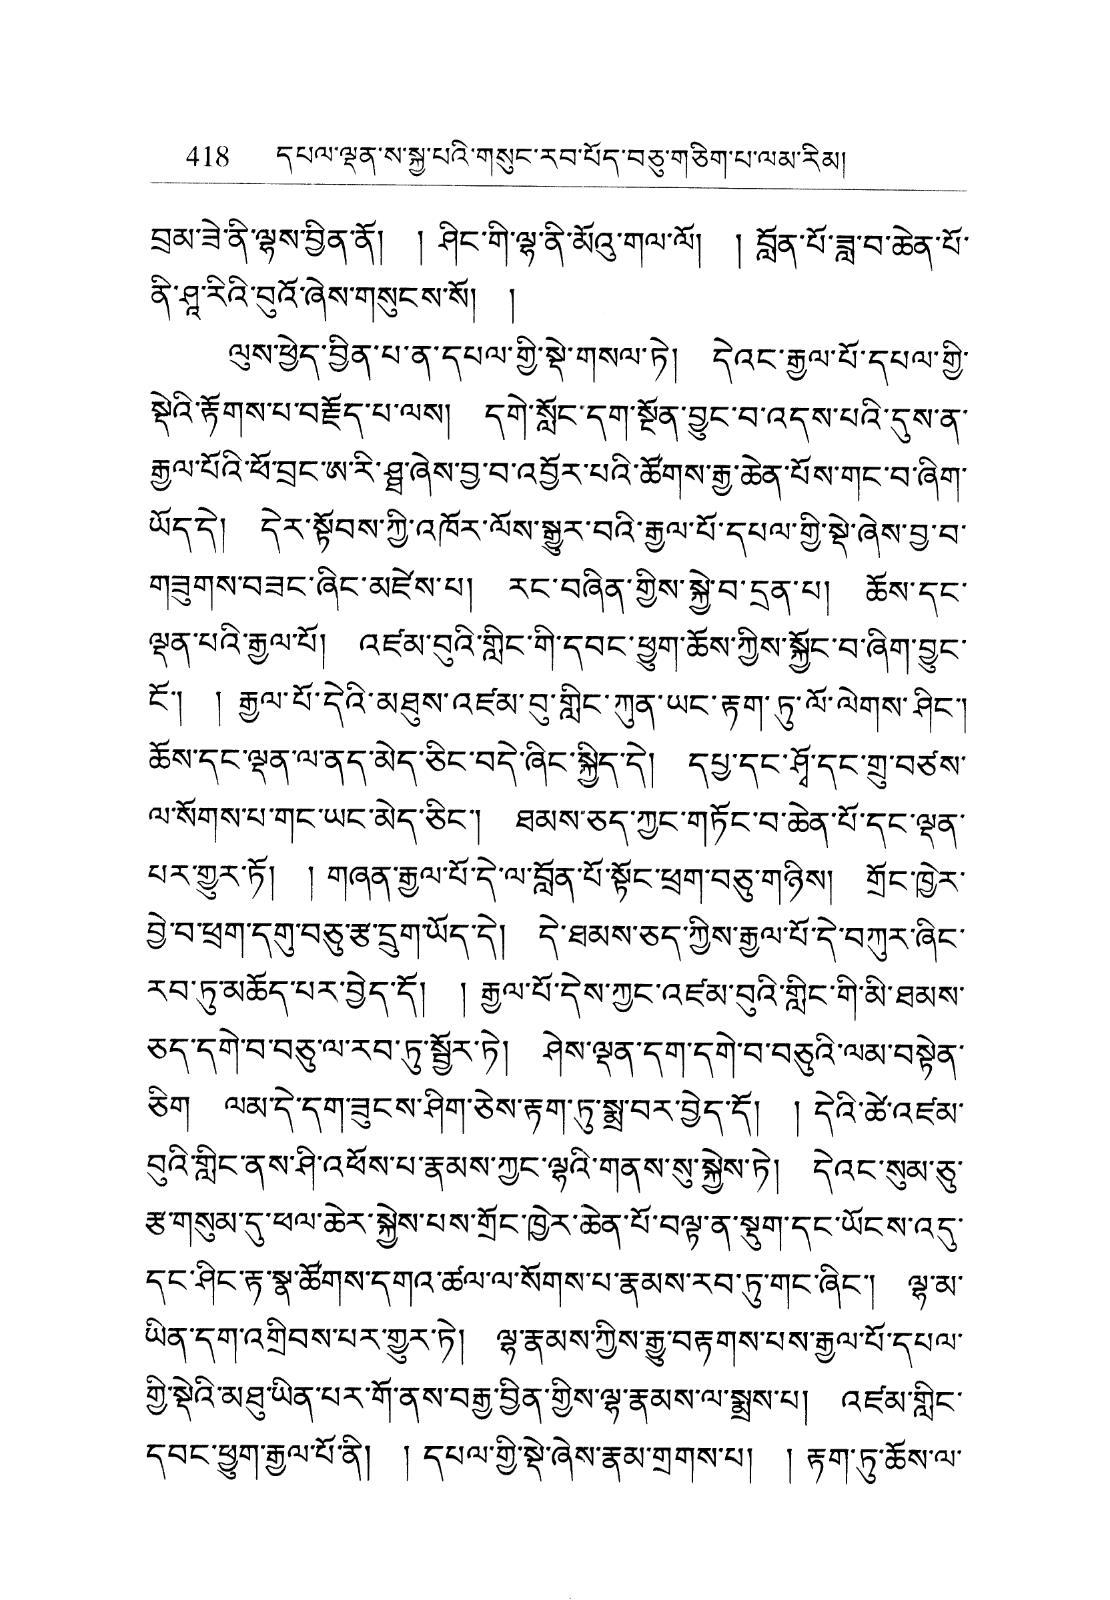 418 དཔལ་ལྡན་ས་སྐྱ་པའི་གསུང་རབ་པོད་བཅུ་གཅིག་པ་ལམ་རིམ།
བྲམ་ཟེ་ནི་ལྷས་བྱིན་ནོ། །ཤིང་གི་ལྷ་ནི་མོའུ་གལ་ལོ། །བློན་པོ་ཟླ་བ་ཆེན་པོ་
ནི་ཤཱ་རིའི་བུའོ་ཞེས་གསུངས་སོ། །
ལུས་ཕྱེད་བྱིན་པ་ན་དཔལ་གྱི་སྡེ་གསལ་ཏེ། དེའང་རྒྱལ་པོ་དཔལ་གྱི་
སྡེའི་རྟོགས་པ་བརྗོད་པ་ལས། དགེ་སློང་དག་སྔོན་བྱུང་བ་འདས་པའི་དུས་ན་
རྒྱལ་པོའི་ཕོ་བྲང་ཨ་རི་ཤྛ་ཞེས་བྱ་བ་འབྱོར་པའི་ཚོགས་རྒྱ་ཆེན་པོས་གང་བ་ཞིག་
ཡོད་དེ། དེར་སྟོབས་ཀྱི་འཁོར་ལོས་སྒྱུར་བའི་རྒྱལ་པོ་དཔལ་གྱི་སྡེ་ཞེས་བྱ་བ་
གཟུགས་བཟང་ཞིང་མཛེས་པ། རང་བཞིན་གྱིས་སྐྱེ་བ་དྲན་པ། ཆོས་དང་
ལྡན་པའི་རྒྱལ་པོ། འཛམ་བུའི་གླིང་གི་དབང་ཕྱུག་ཆོས་ཀྱིས་སྐྱོང་བ་ཞིག་བྱུང་
ངོ་། །རྒྱལ་པོ་དེའི་མཐུས་འཛམ་བུ་གླིང་ཀུན་ཡང་རྟག་ཏུ་ལོ་ལེགས་ཤིང་།
ཆོས་དང་ལྡན་ལ་ནད་མེད་ཅིང་བདེ་ཞིང་སྐྱིད་དེ། དཔྱ་དང་ཤོྭ་དང་གྲུ་བཙས་
ལ་སོགས་པ་གང་ཡང་མེད་ཅིང་། ཐམས་ཅད་ཀྱང་གཏོང་བ་ཆེན་པོ་དང་ལྡན་
པར་གྱུར་ཏོ། །གཞན་རྒྱལ་པོ་དེ་ལ་བློན་པོ་སྟོང་ཕྲག་བཅུ་གཉིས། གྲོང་ཁྱེར་
བྱེ་བ་ཕྲག་དགུ་བཅུ་རྩ་དྲུག་ཡོད་དེ། དེ་ཐམས་ཅད་ཀྱིས་རྒྱལ་པོ་དེ་བཀུར་ཞིང་
རབ་ཏུ་མཆོད་པར་བྱེད་དོ། །རྒྱལ་པོ་དེས་ཀྱང་འཛམ་བུའི་གླིང་གི་མི་ཐམས་
ཅད་དགེ་བ་བཅུ་ལ་རབ་ཏུ་སྦྱོར་ཏེ། ཤེས་ལྡན་དག་དགེ་བ་བཅུའི་ལམ་བསྟེན་
ཅིག ལམ་དེ་དག་ཟུངས་ཤིག་ཅེས་རྟག་ཏུ་སྨྲ་བར་བྱེད་དོ། །དེའི་ཚེ་འཛམ་
བུའི་གླིང་ནས་ཤི་འཕོས་པ་རྣམས་ཀྱང་ལྷའི་གནས་སུ་སྐྱེས་ཏེ། དེའང་སུམ་ཅུ་
རྩ་གསུམ་དུ་ཕལ་ཆེར་སྐྱེས་པས་གྲོང་ཁྱེར་ཆེན་པོ་བལྟ་ན་སྡུག་དང་ཡོངས་འདུ་
དང་ཤིང་རྟ་སྣ་ཚོགས་དགའ་ཚལ་ལ་སོགས་པ་རྣམས་རབ་ཏུ་གང་ཞིང་། ལྷ་མ་
ཡིན་དག་འགྲིབས་པར་གྱུར་ཏེ། ལྷ་རྣམས་ཀྱིས་རྒྱུ་བརྟགས་པས་རྒྱལ་པོ་དཔལ་
གྱི་སྡེའི་མཐུ་ཡིན་པར་གོ་ནས་བརྒྱ་བྱིན་གྱིས་ལྷ་རྣམས་ལ་སྨྲས་པ། འཛམ་གླིང་
དབང་ཕྱུག་རྒྱལ་པོ་ནི། །དཔལ་གྱི་སྡེ་ཞེས་རྣམ་གྲགས་པ། །རྟག་ཏུ་ཆོས་ལ་